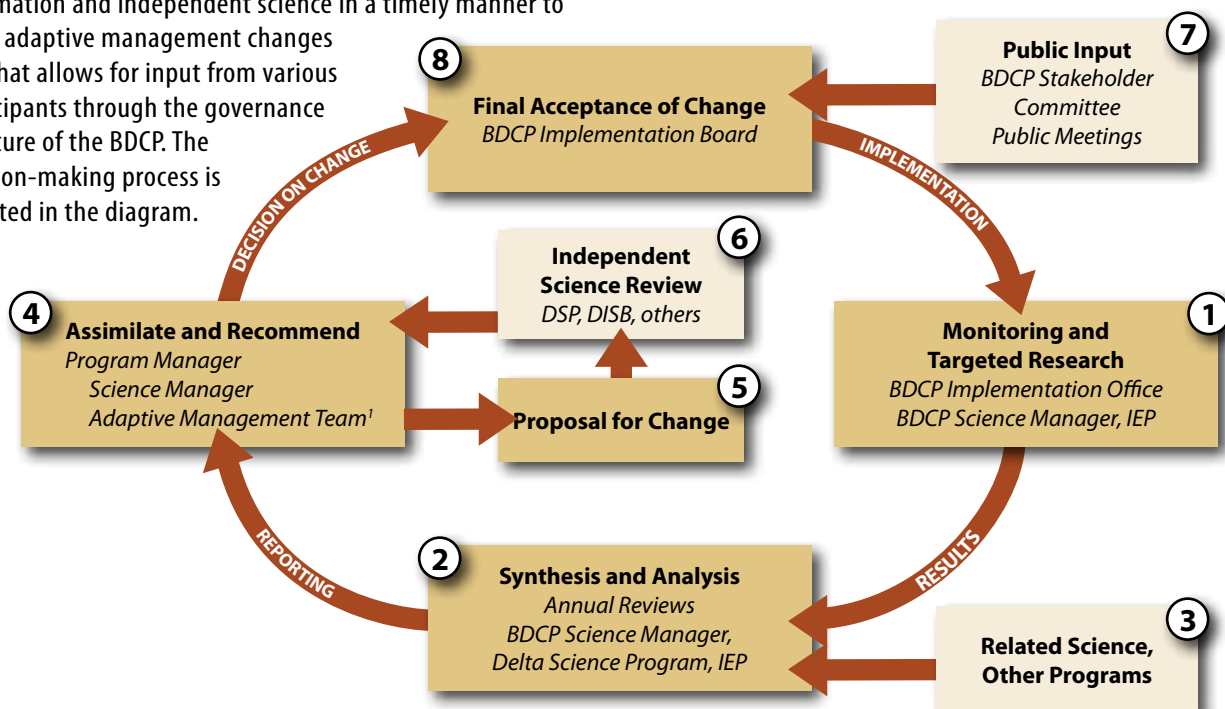 mation and independent science in a timely manner to
adaptive management changes
hat allows for input from various
cipants through the governance
ture of the BDCP. The
on-making process is
ted in the diagram.
8
Final Acceptance of Change
BDCP Implementation Board
7
Public Input
BDCP Stakeholder
Committee
Public Meetings
DECISION ON CHANGE
IMPLEMENTATION
6
Independent
Science Review
DSP, DISB, others
4
Assimilate and Recommend
Program Manager
Science Manager
Adaptive Management Team¹
5
Proposal for Change
1
Monitoring and
Targeted Research
BDCP Implementation Office
BDCP Science Manager, IEP
REPORTING
RESULTS
2
Synthesis and Analysis
Annual Reviews
BDCP Science Manager,
Delta Science Program, IEP
3
Related Science,
Other Programs